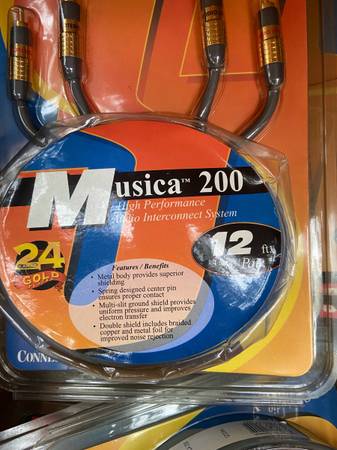 Musica™ 200
High Performance
Audio Interconnect System
12 ft.
Pair
24
GOLD
Features / Benefits
• Metal body provides superior
shielding
• Spring designed center pin
ensures proper contact
• Multi-slit ground shield provides
uniform pressure and improves
electron transfer
• Double shield includes braided
copper and metal foil for
improved noise rejection